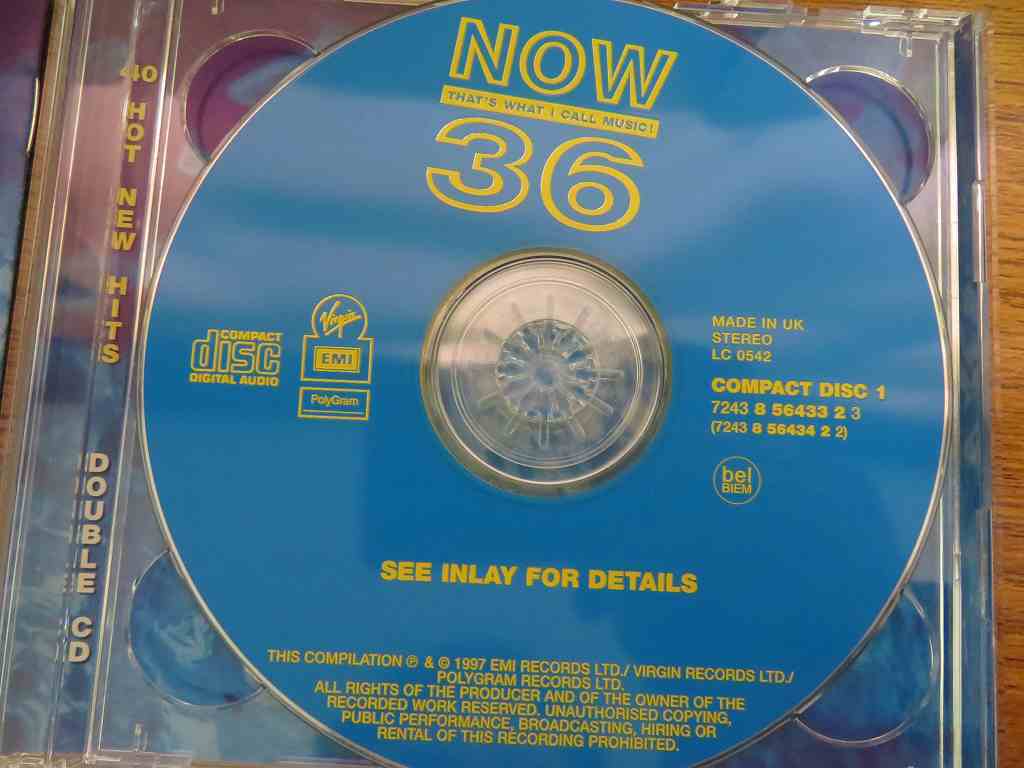 40 HOT NEW HITS
DOUBLE CD
NOW
THAT'S WHAT I CALL MUSIC!
36
COMPACT
disc
DIGITAL AUDIO
Virgin
EMI
PolyGram
MADE IN UK
STEREO
LC 0542
COMPACT DISC 1
7243 8 56433 2 3
(7243 8 56434 2 2)
bel
BIEM
SEE INLAY FOR DETAILS
THIS COMPILATION ℗ & © 1997 EMI RECORDS LTD./ VIRGIN RECORDS LTD./
POLYGRAM RECORDS LTD.
ALL RIGHTS OF THE PRODUCER AND OF THE OWNER OF THE
RECORDED WORK RESERVED. UNAUTHORISED COPYING,
PUBLIC PERFORMANCE, BROADCASTING, HIRING OR
RENTAL OF THIS RECORDING PROHIBITED.